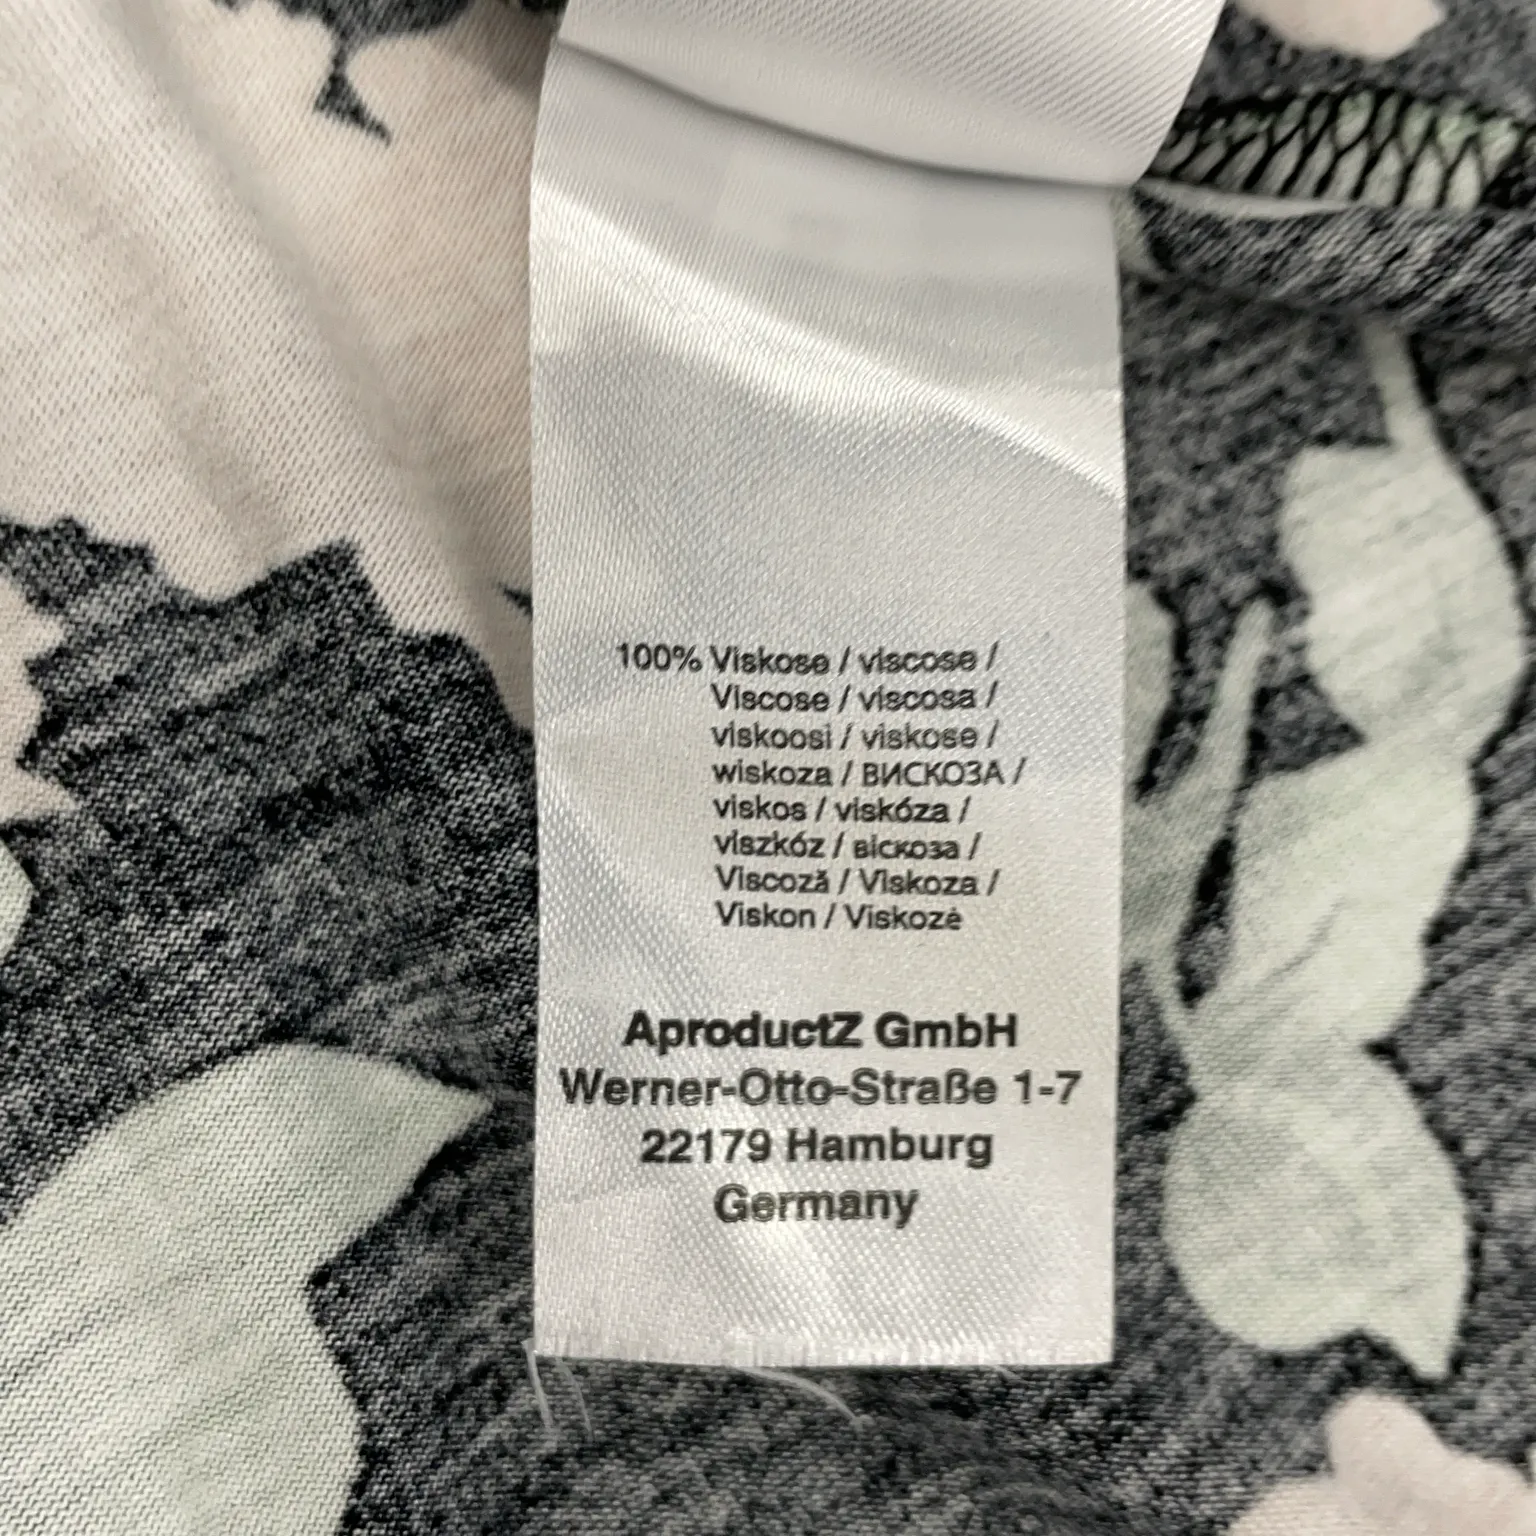 100% Viskose / viscose /
Viscose / viscosa /
viskoosi / viskose /
wiskoza / ВИСКОЗА /
viskos / viskóza /
viszkóz / віскоза /
Viscoză / Viskoza /
Viskon / Viskozė
AproductZ GmbH
Werner-Otto-Straße 1-7
22179 Hamburg
Germany